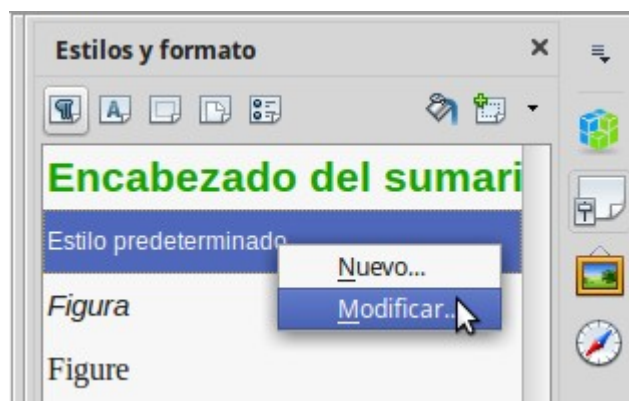 Estilos y formato
Encabezado del sumari
Estilo predeterminado
Nuevo...
Figura
Modificar...
Figure